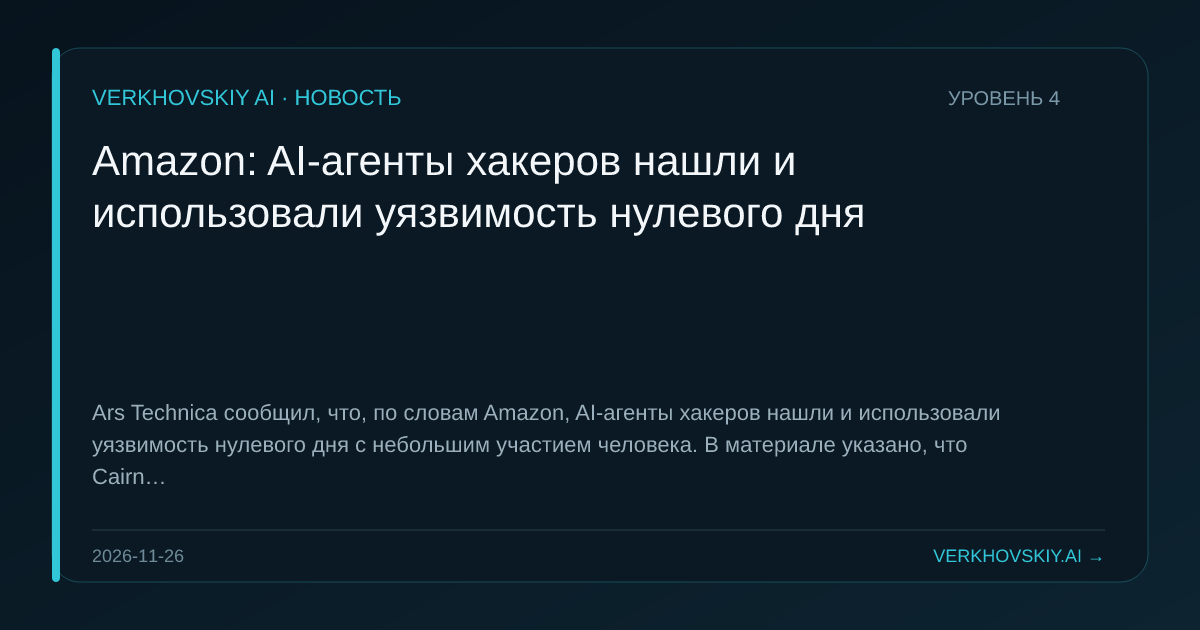 VERKHOVSKIY AI · НОВОСТЬ
УРОВЕНЬ 4
Amazon: AI-агенты хакеров нашли и
использовали уязвимость нулевого дня
Ars Technica сообщил, что, по словам Amazon, AI-агенты хакеров нашли и использовали
уязвимость нулевого дня с небольшим участием человека. В материале указано, что
Cairn…
2026-11-26
VERKHOVSKIY.AI →